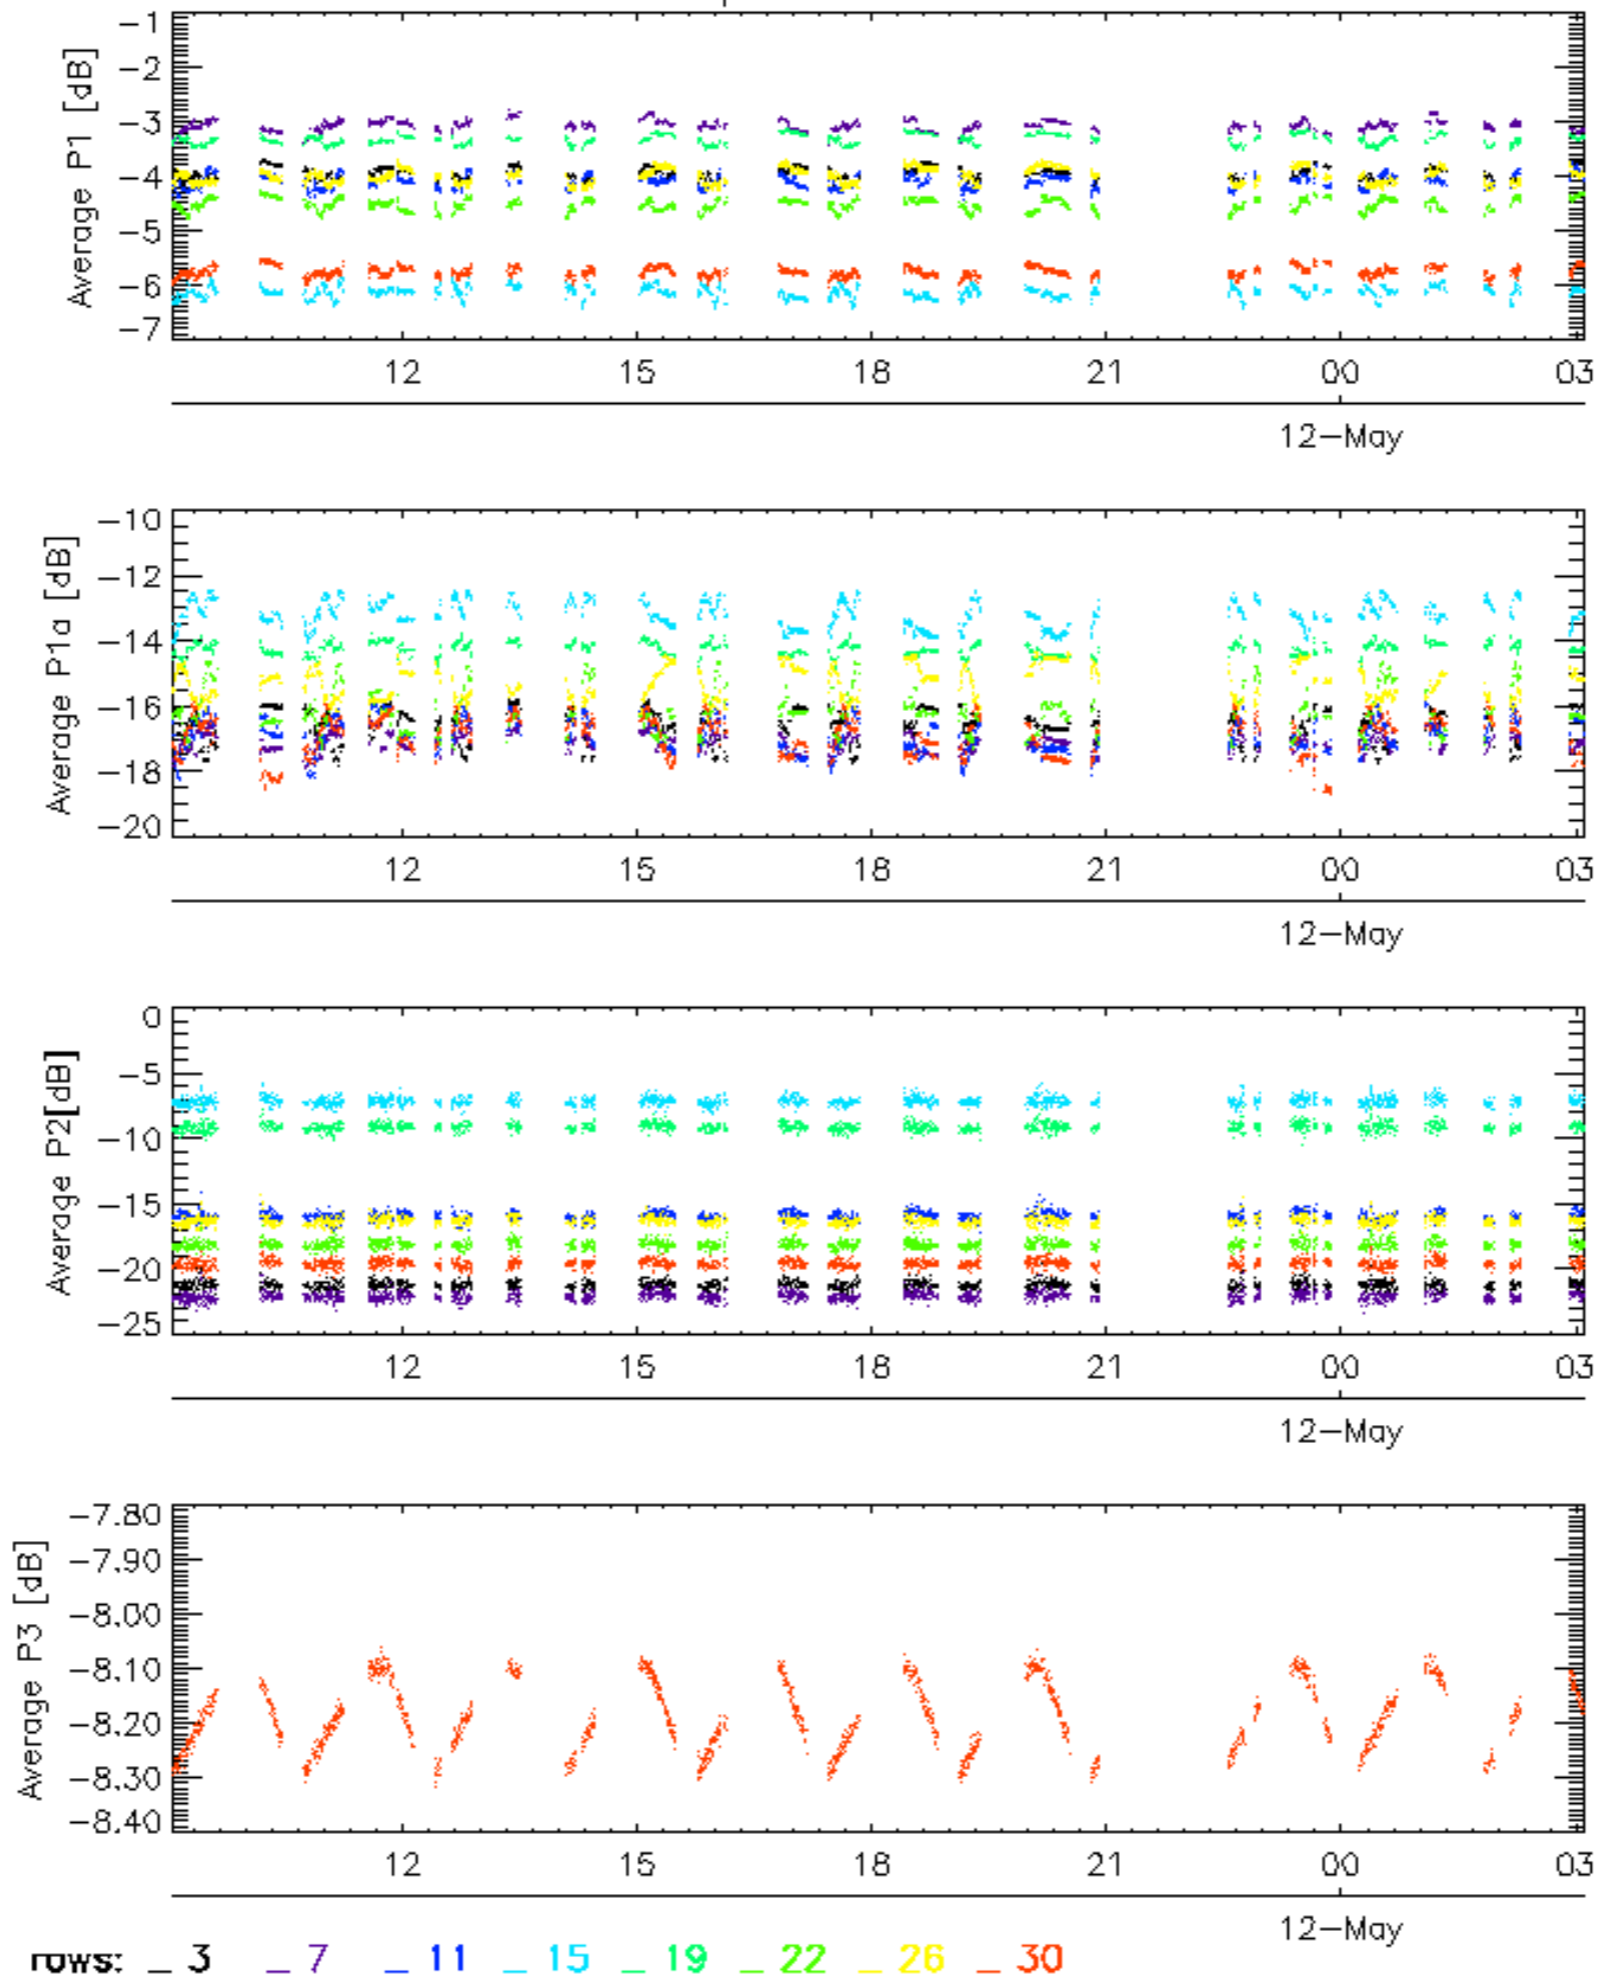 Average P1 [dB]
-1
-2
-3
-4
-5
-6
-7
12 15 18 21 00 03
12-May
Average P1a [dB]
-10
-12
-14
-16
-18
-20
12 15 18 21 00 03
12-May
Average P2[dB]
0
-5
-10
-15
-20
-25
12 15 18 21 00 03
12-May
Average P3 [dB]
-7.80
-7.90
-8.00
-8.10
-8.20
-8.30
-8.40
12 15 18 21 00 03
12-May
rows: _ 3 _ 7 _ 11 _ 15 _ 19 _ 22 _ 26 _ 30